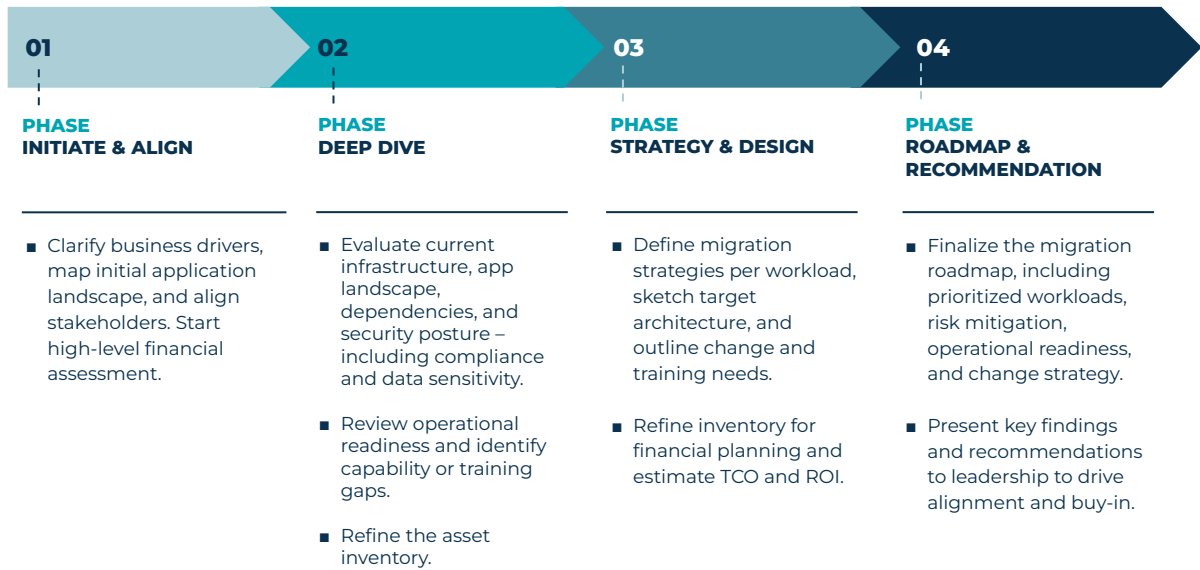 01
PHASE
INITIATE & ALIGN
▪ Clarify business drivers,
map initial application
landscape, and align
stakeholders. Start
high-level financial
assessment.
02
PHASE
DEEP DIVE
▪ Evaluate current
infrastructure, app
landscape,
dependencies, and
security posture –
including compliance
and data sensitivity.
▪ Review operational
readiness and identify
capability or training
gaps.
▪ Refine the asset
inventory.
03
PHASE
STRATEGY & DESIGN
▪ Define migration
strategies per workload,
sketch target
architecture, and
outline change and
training needs.
▪ Refine inventory for
financial planning and
estimate TCO and ROI.
04
PHASE
ROADMAP &
RECOMMENDATION
▪ Finalize the migration
roadmap, including
prioritized workloads,
risk mitigation,
operational readiness,
and change strategy.
▪ Present key findings
and recommendations
to leadership to drive
alignment and buy-in.